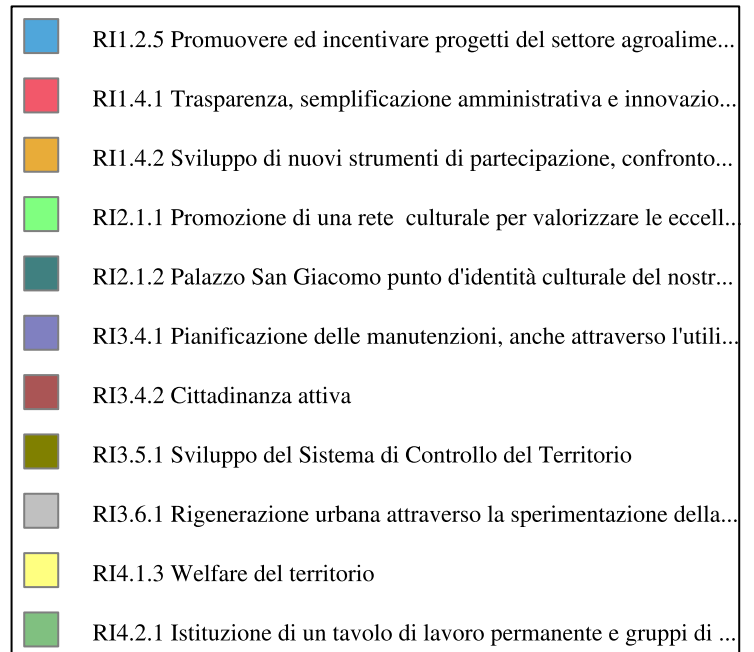 RI1.2.5 Promuovere ed incentivare progetti del settore agroalime...
RI1.4.1 Trasparenza, semplificazione amministrativa e innovazio...
RI1.4.2 Sviluppo di nuovi strumenti di partecipazione, confronto...
RI2.1.1 Promozione di una rete  culturale per valorizzare le eccell...
RI2.1.2 Palazzo San Giacomo punto d'identità culturale del nostr...
RI3.4.1 Pianificazione delle manutenzioni, anche attraverso l'utili...
RI3.4.2 Cittadinanza attiva
RI3.5.1 Sviluppo del Sistema di Controllo del Territorio
RI3.6.1 Rigenerazione urbana attraverso la sperimentazione della...
RI4.1.3 Welfare del territorio
RI4.2.1 Istituzione di un tavolo di lavoro permanente e gruppi di ...